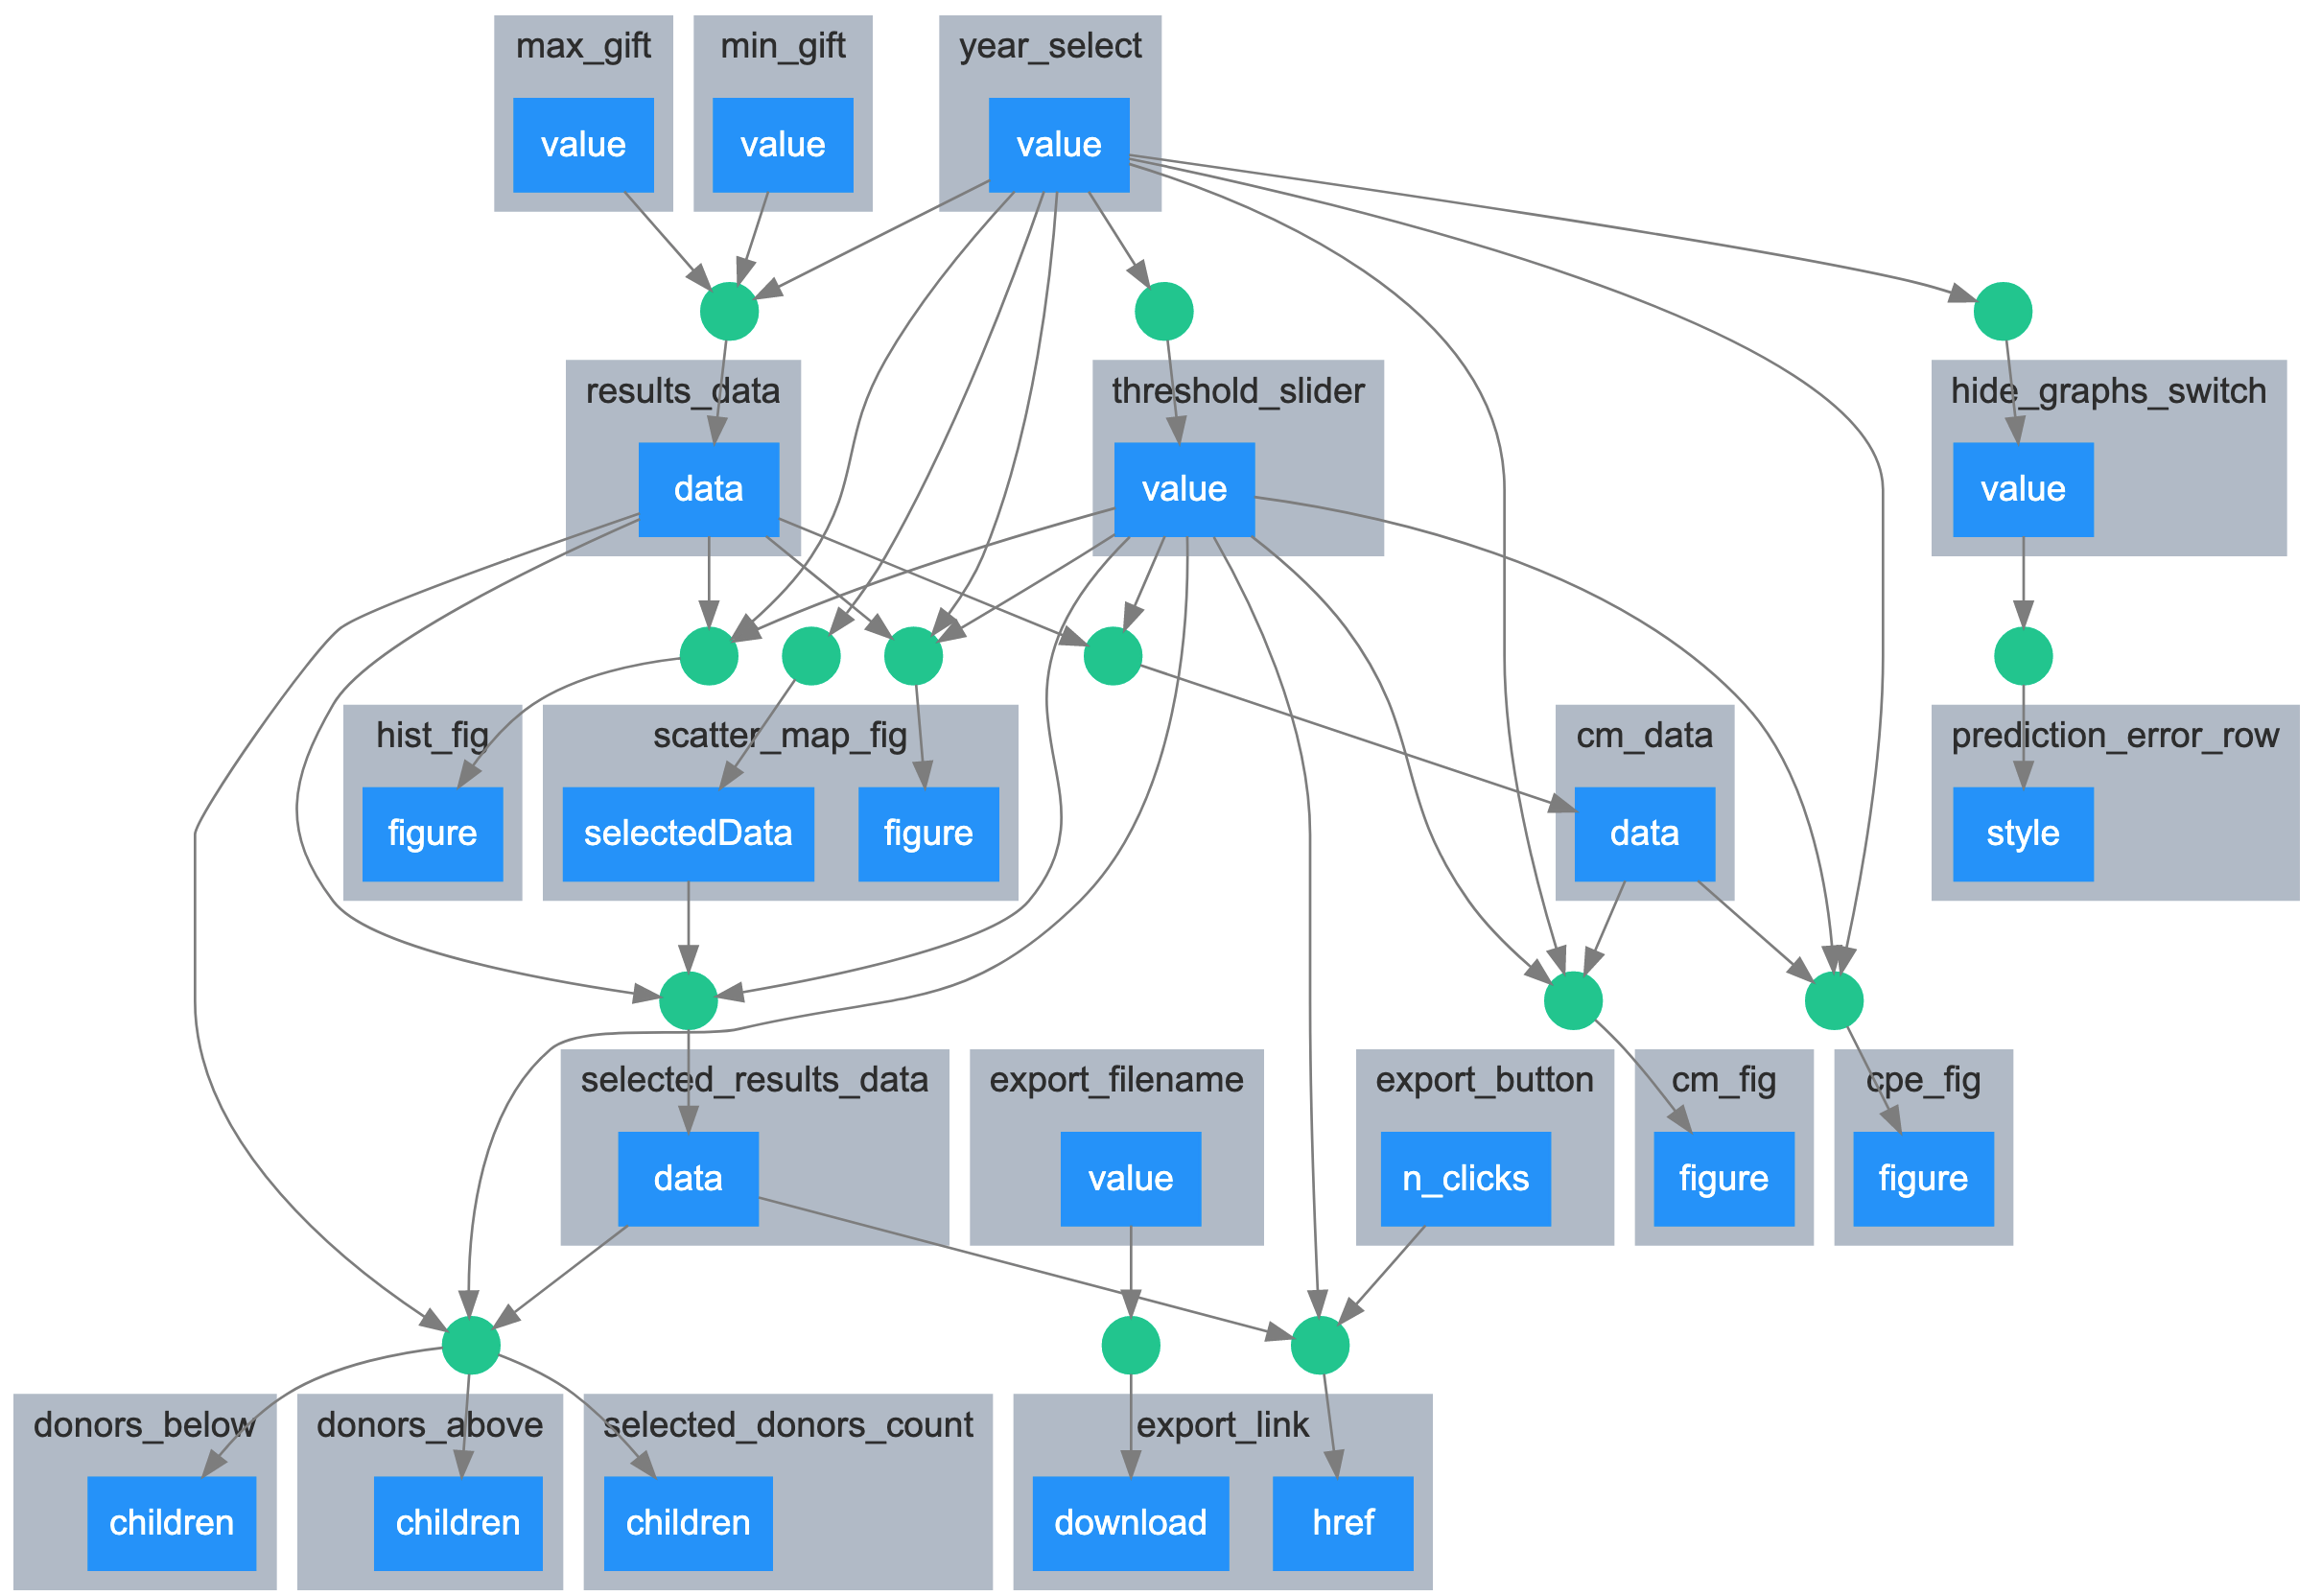 max_gift
min_gift
year_select
value
value
value
results_data
threshold_slider
hide_graphs_switch
data
value
value
hist_fig
scatter_map_fig
cm_data
prediction_error_row
figure
selectedData
figure
data
style
selected_results_data
export_filename
export_button
cm_fig
cpe_fig
data
value
n_clicks
figure
figure
donors_below
donors_above
selected_donors_count
export_link
children
children
children
download
href